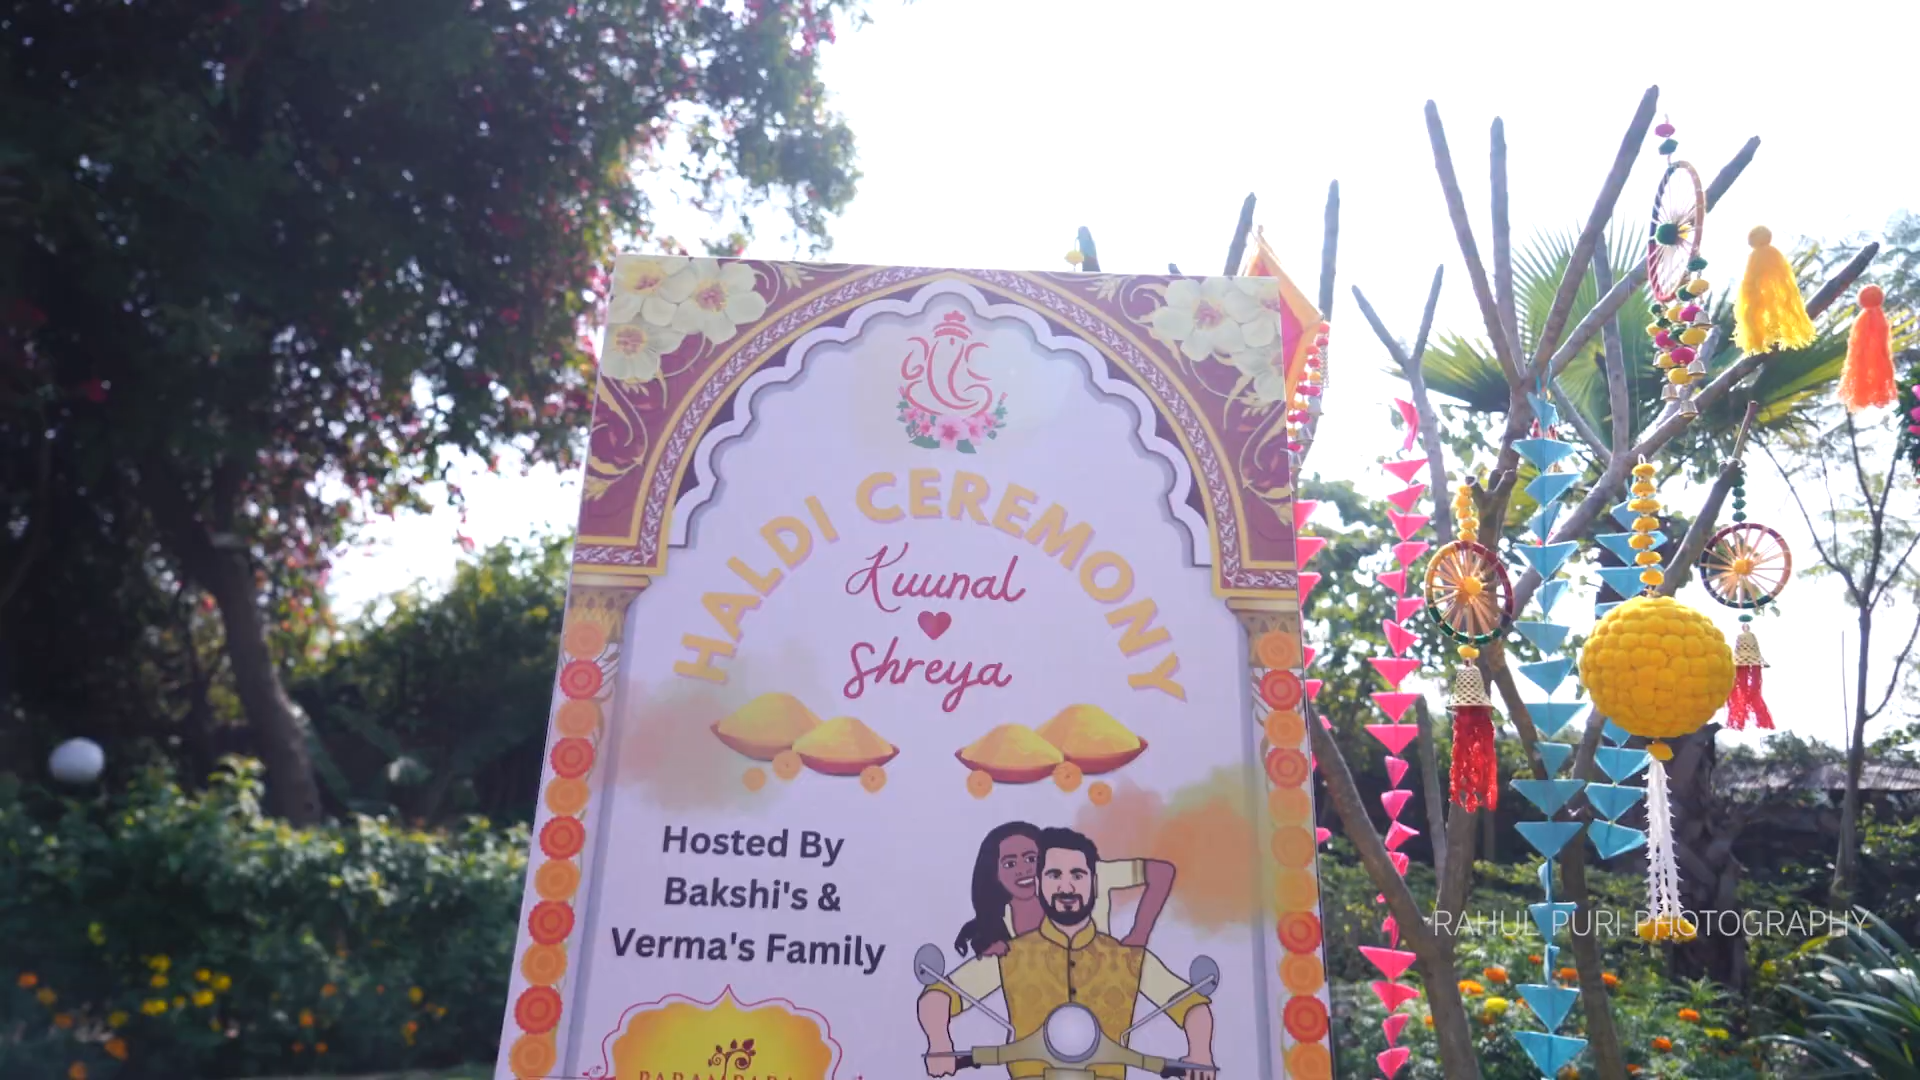 HALDI CEREMONY
Kuunal
Shreya
Hosted By
Bakshi's &
Verma's Family
RAHUL PURI PHOTOGRAPHY